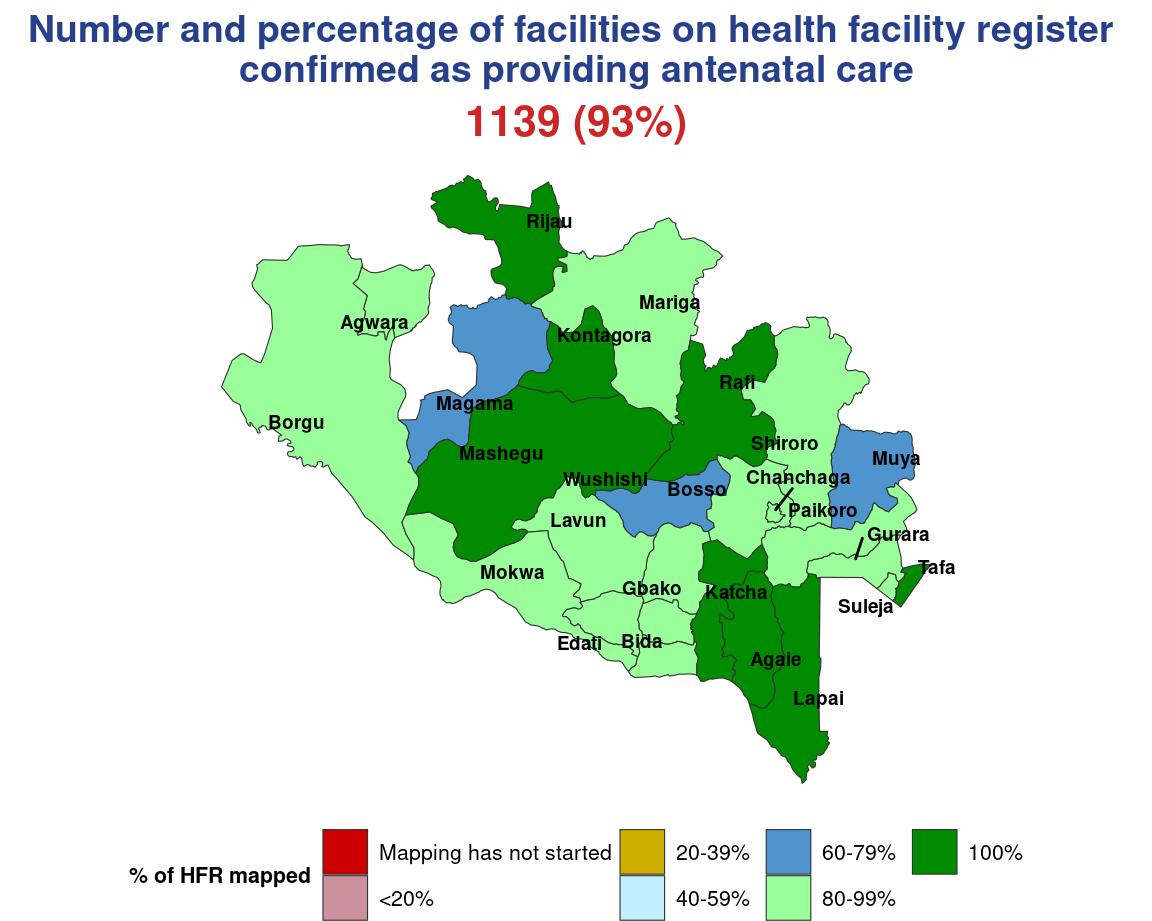 Number and percentage of facilities on health facility register
confirmed as providing antenatal care
1139 (93%)
Rijau
Mariga
Agwara
Kontagora
Rafi
Magama
Borgu
Shiroro
Mashegu
Muya
Wushishi
Chanchaga
Bosso
Paikoro
Lavun
Gurara
Tafa
Mokwa
Gbako
Katcha
Suleja
Edati
Bida
Agaie
Lapai
% of HFR mapped
Mapping has not started
<20%
20-39%
40-59%
60-79%
80-99%
100%